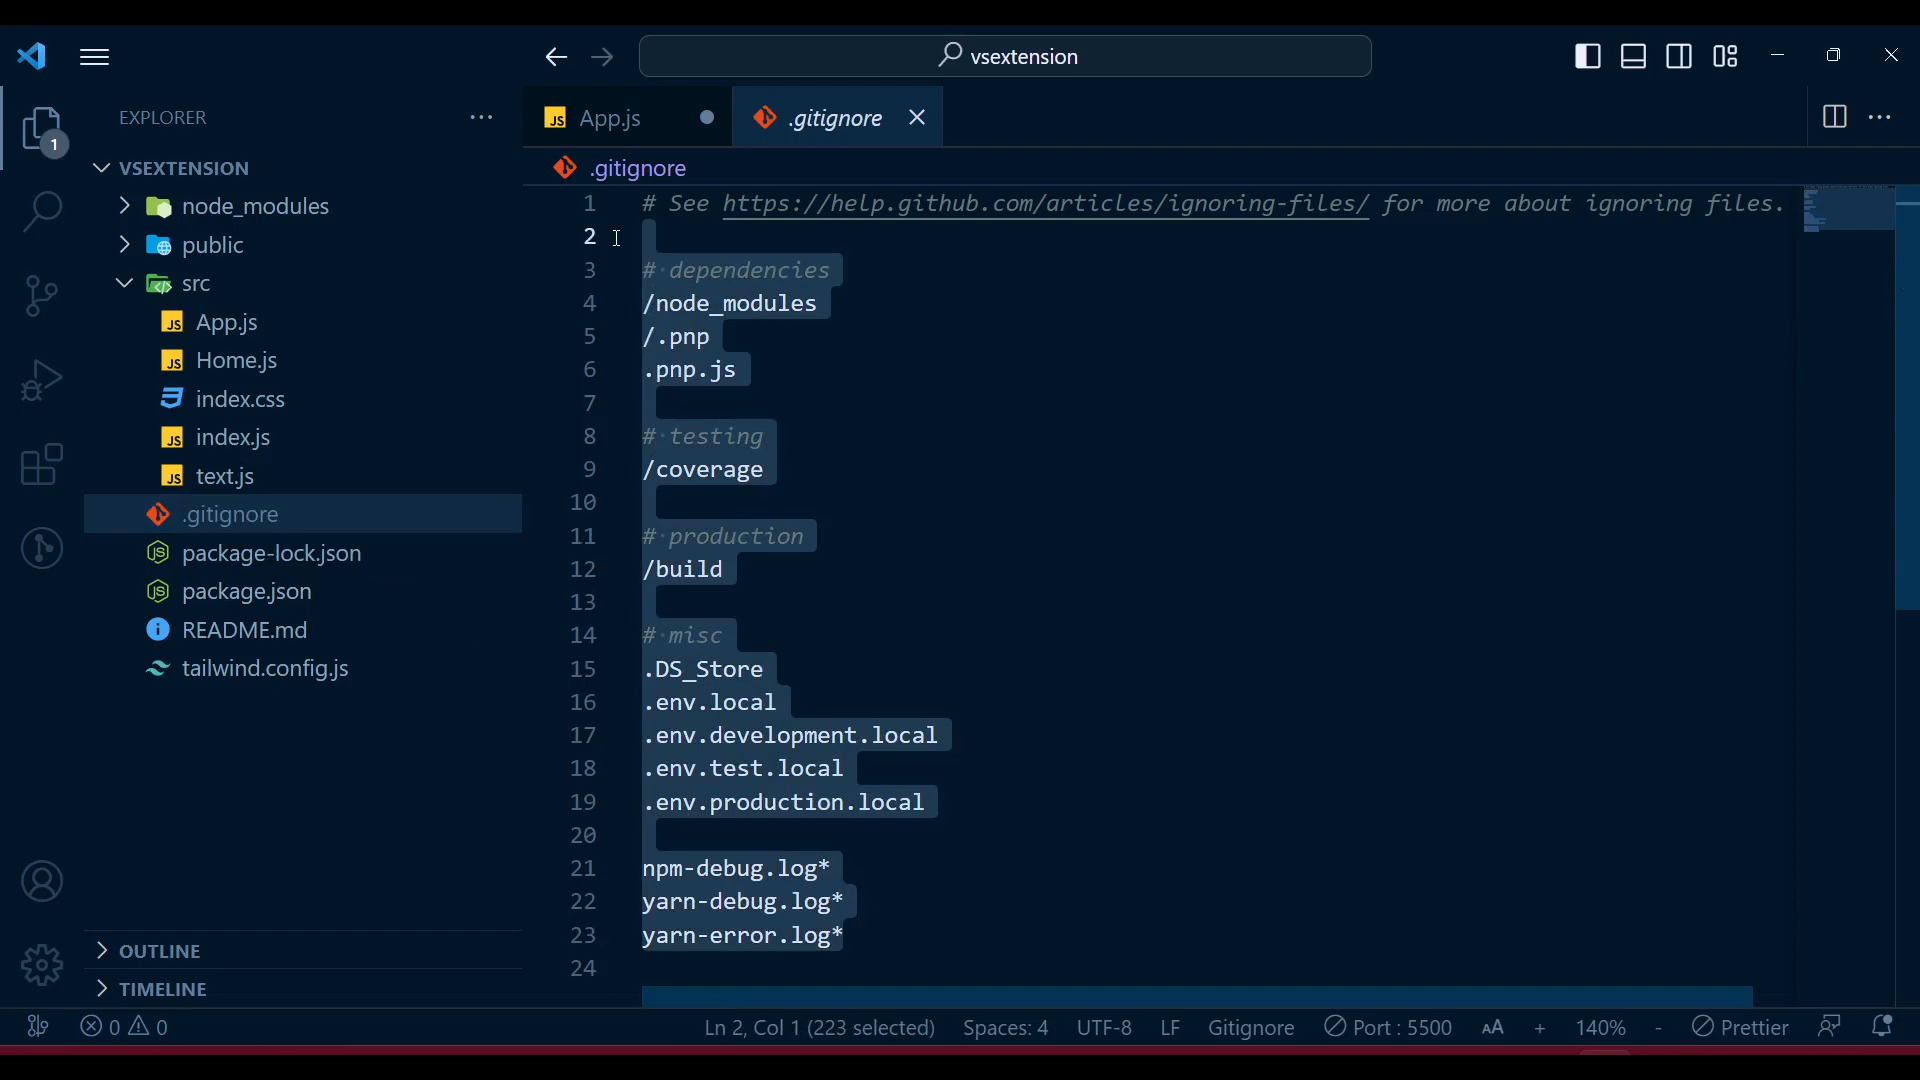 vsextension
EXPLORER
App.js
.gitignore
1
VSEXTENSION
.gitignore
node_modules
public
src
App.js
Home.js
index.css
index.js
text.js
.gitignore
package-lock.json
package.json
README.md
tailwind.config.js
OUTLINE
TIMELINE
1 # See https://help.github.com/articles/ignoring-files/ for more about ignoring files.
2
3 # dependencies
4 /node_modules
5 /.pnp
6 .pnp.js
7
8 # testing
9 /coverage
10
11 # production
12 /build
13
14 # misc
15 .DS_Store
16 .env.local
17 .env.development.local
18 .env.test.local
19 .env.production.local
20
21 npm-debug.log*
22 yarn-debug.log*
23 yarn-error.log*
24
0 0 Ln 2, Col 1 (223 selected) Spaces: 4 UTF-8 LF Gitignore Port : 5500 AA + 140% - Prettier